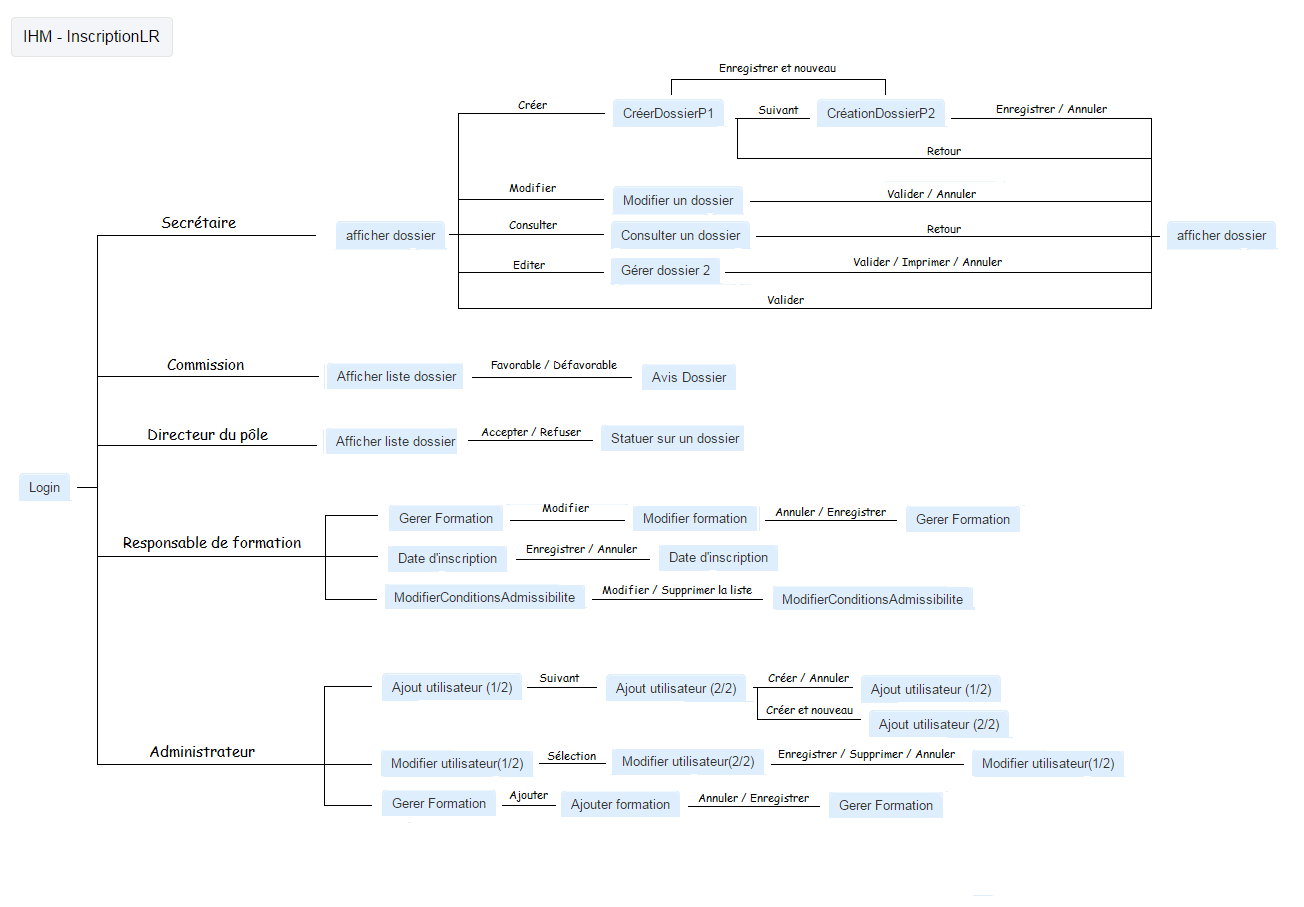 IHM - InscriptionLR
Enregistrer et nouveau
Créer
CréerDossierP1
Suivant
CréationDossierP2
Enregistrer / Annuler
Retour
Modifier
Modifier un dossier
Valider / Annuler
Secrétaire
afficher dossier
Consulter
Consulter un dossier
Retour
afficher dossier
Editer
Gérer dossier 2
Valider / Imprimer / Annuler
Valider
Commission
Afficher liste dossier
Favorable / Défavorable
Avis Dossier
Directeur du pôle
Afficher liste dossier
Accepter / Refuser
Statuer sur un dossier
Login
Responsable de formation
Gerer Formation
Modifier
Modifier formation
Annuler / Enregistrer
Gerer Formation
Date d'inscription
Enregistrer / Annuler
Date d'inscription
ModifierConditionsAdmissibilite
Modifier / Supprimer la liste
ModifierConditionsAdmissibilite
Administrateur
Ajout utilisateur (1/2)
Suivant
Ajout utilisateur (2/2)
Créer / Annuler
Ajout utilisateur (1/2)
Créer et nouveau
Ajout utilisateur (2/2)
Modifier utilisateur(1/2)
Sélection
Modifier utilisateur(2/2)
Enregistrer / Supprimer / Annuler
Modifier utilisateur(1/2)
Gerer Formation
Ajouter
Ajouter formation
Annuler / Enregistrer
Gerer Formation